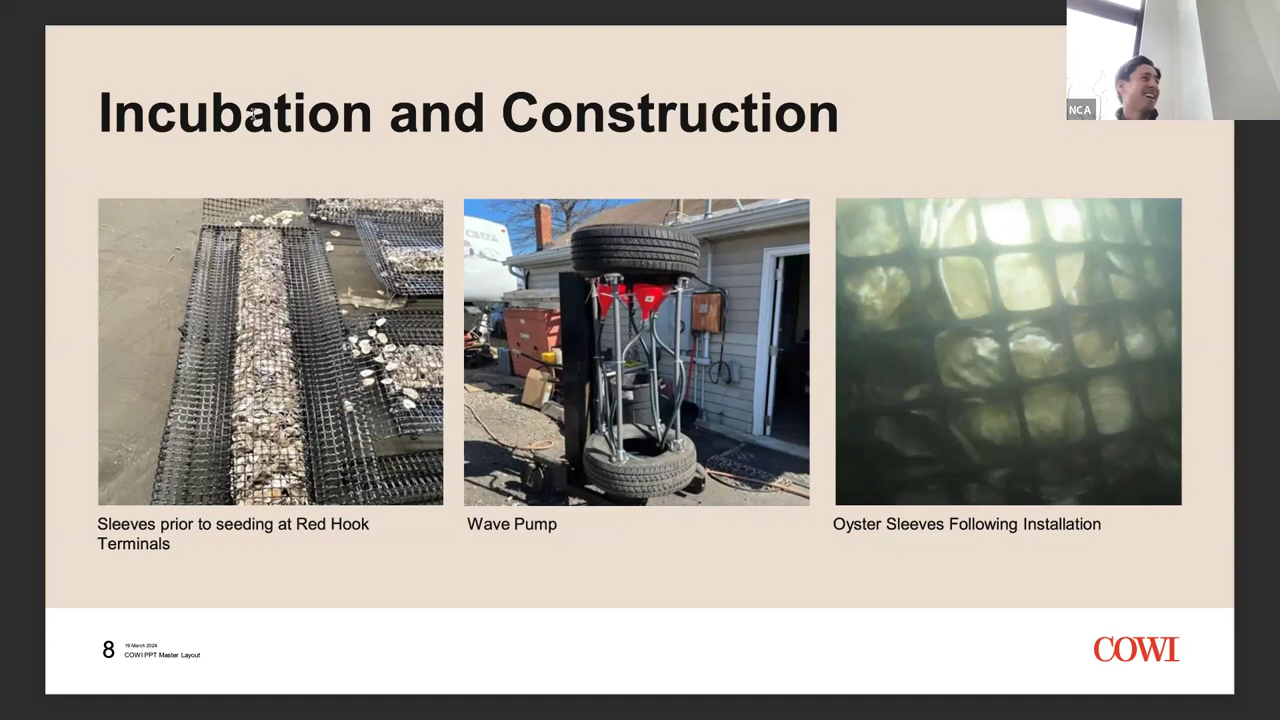 Incubation and Construction
NCA
Sleeves prior to seeding at Red Hook
Terminals
Wave Pump
Oyster Sleeves Following Installation
8
19 March 2024
COWI PPT Master Layout
COWI